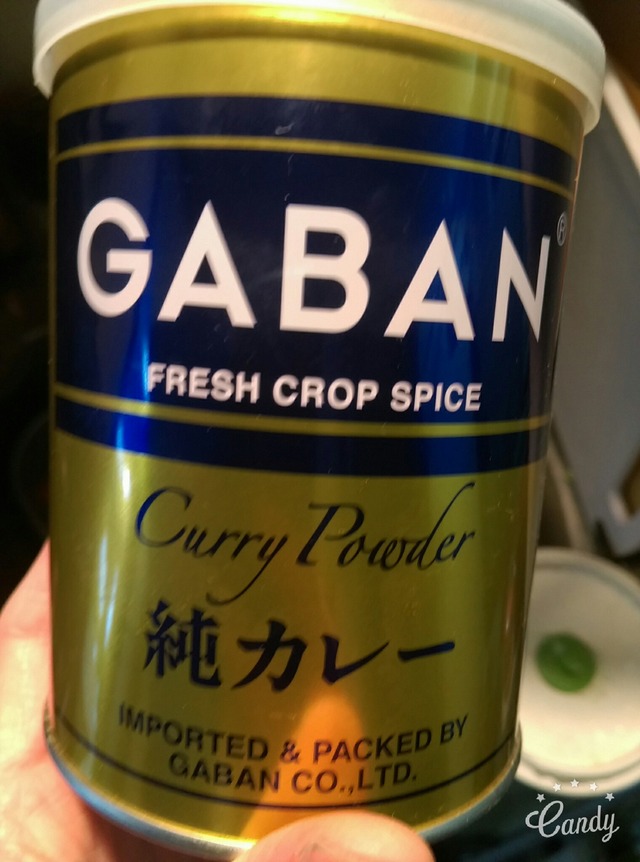 GABAN®
FRESH CROP SPICE
Curry Powder
純カレー
IMPORTED & PACKED BY
GABAN CO.,LTD.
Candy